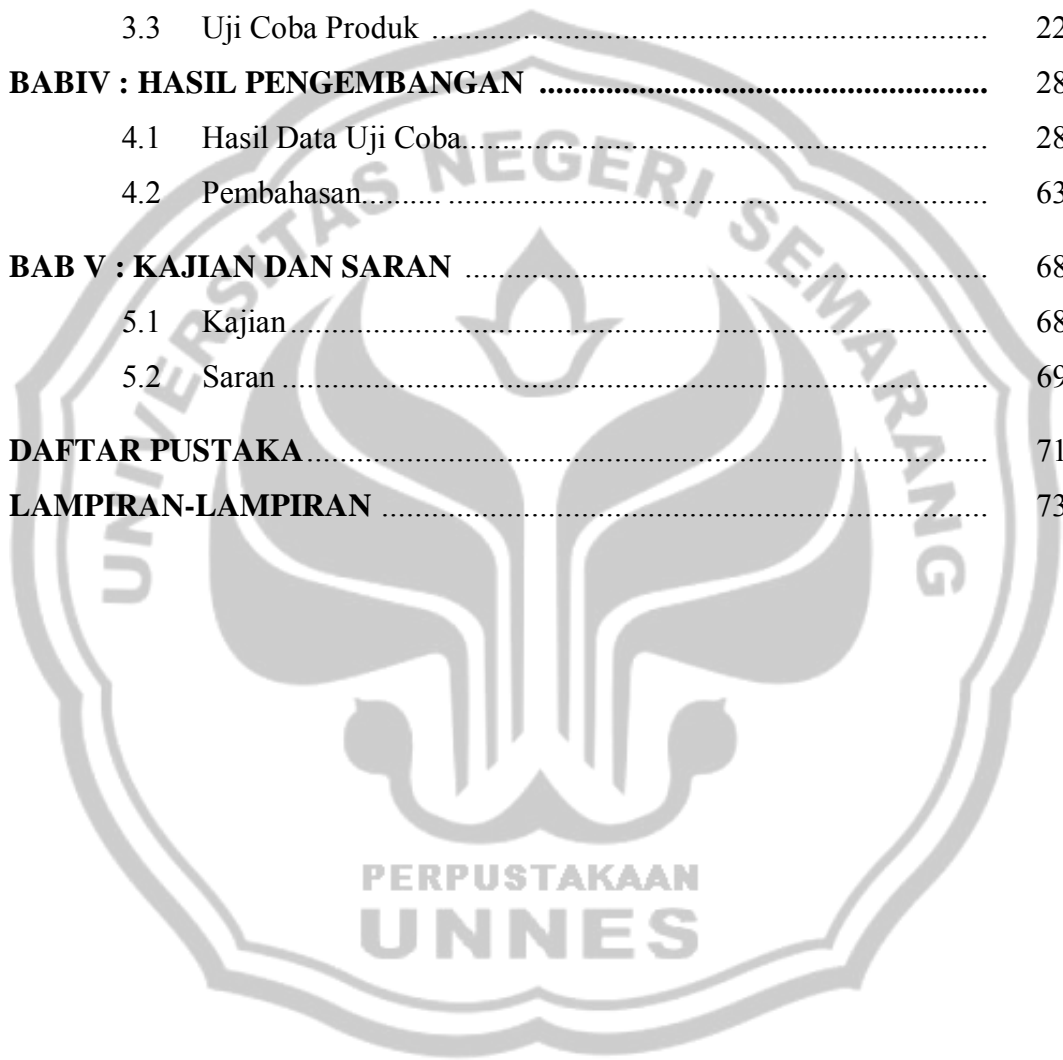 3.3 Uji Coba Produk ................................................................ 22
BABIV : HASIL PENGEMBANGAN ..................................................... 28
4.1 Hasil Data Uji Coba............................................................. 28
4.2 Pembahasan......... ............................................................... 63
BAB V : KAJIAN DAN SARAN ............................................................ 68
5.1 Kajian................................................................................. 68
5.2 Saran .................................................................................. 69
DAFTAR PUSTAKA............................................................................... 71
LAMPIRAN-LAMPIRAN ...................................................................... 73
UNIVERSITAS NEGERI SEMARANG
PERPUSTAKAAN
UNNES